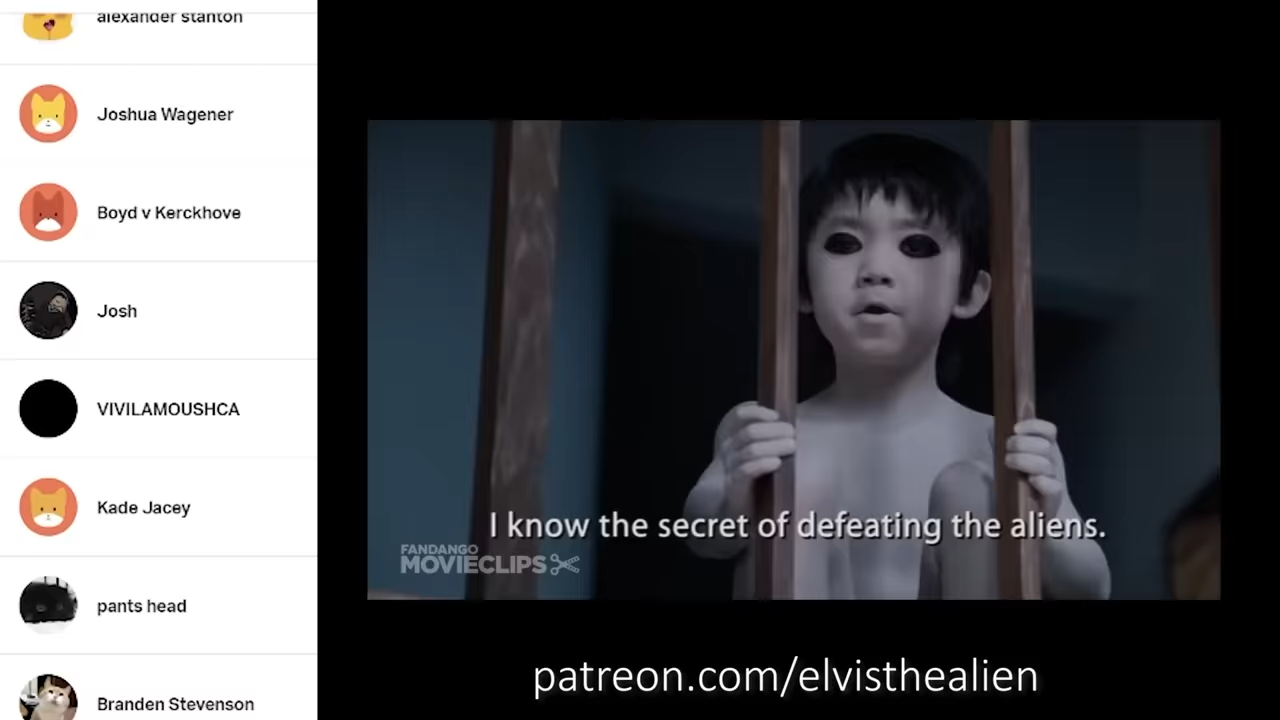 alexander stanton
Joshua Wagener
Boyd v Kerckhove
Josh
VIVILAMOUSHCA
Kade Jacey
pants head
Branden Stevenson
I know the secret of defeating the aliens.
FANDANGO
MOVIECLIPS
patreon.com/elvisthealien